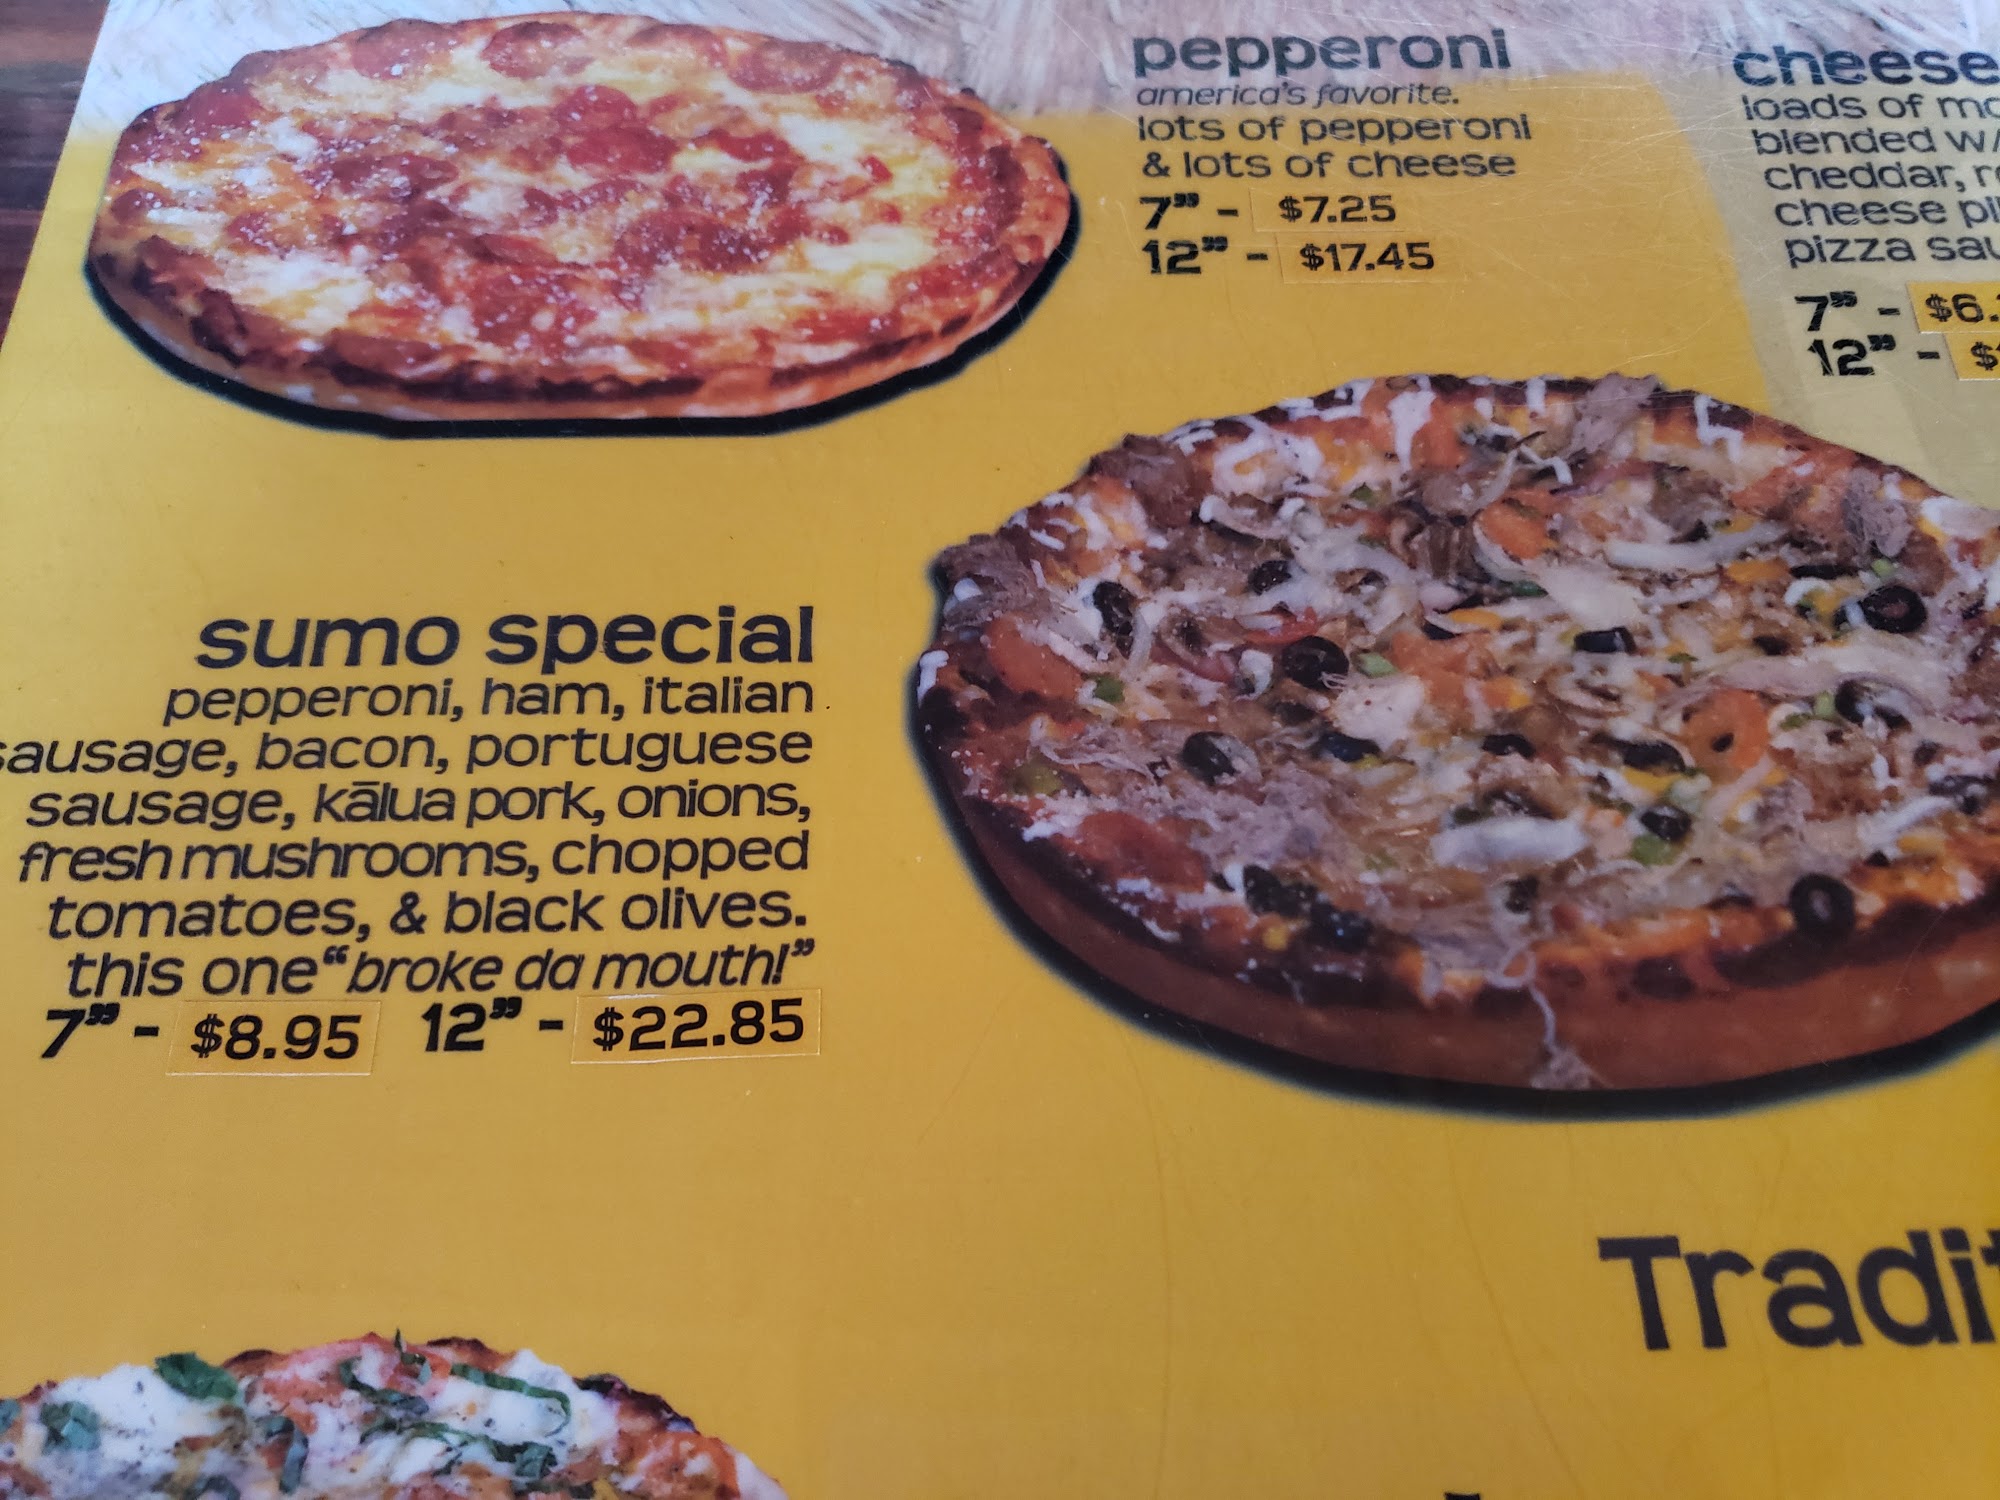 pepperoni
america's favorite.
lots of pepperoni
& lots of cheese
7" - $7.25
12" - $17.45
cheese
loads of
blended w/
cheddar,
cheese
pizza
7" - $6.
12" - $
sumo special
pepperoni, ham, italian
sausage, bacon, portuguese
sausage, kālua pork, onions,
fresh mushrooms, chopped
tomatoes, & black olives.
this one "broke da mouth!"
7" - $8.95 12" - $22.85
Tradi